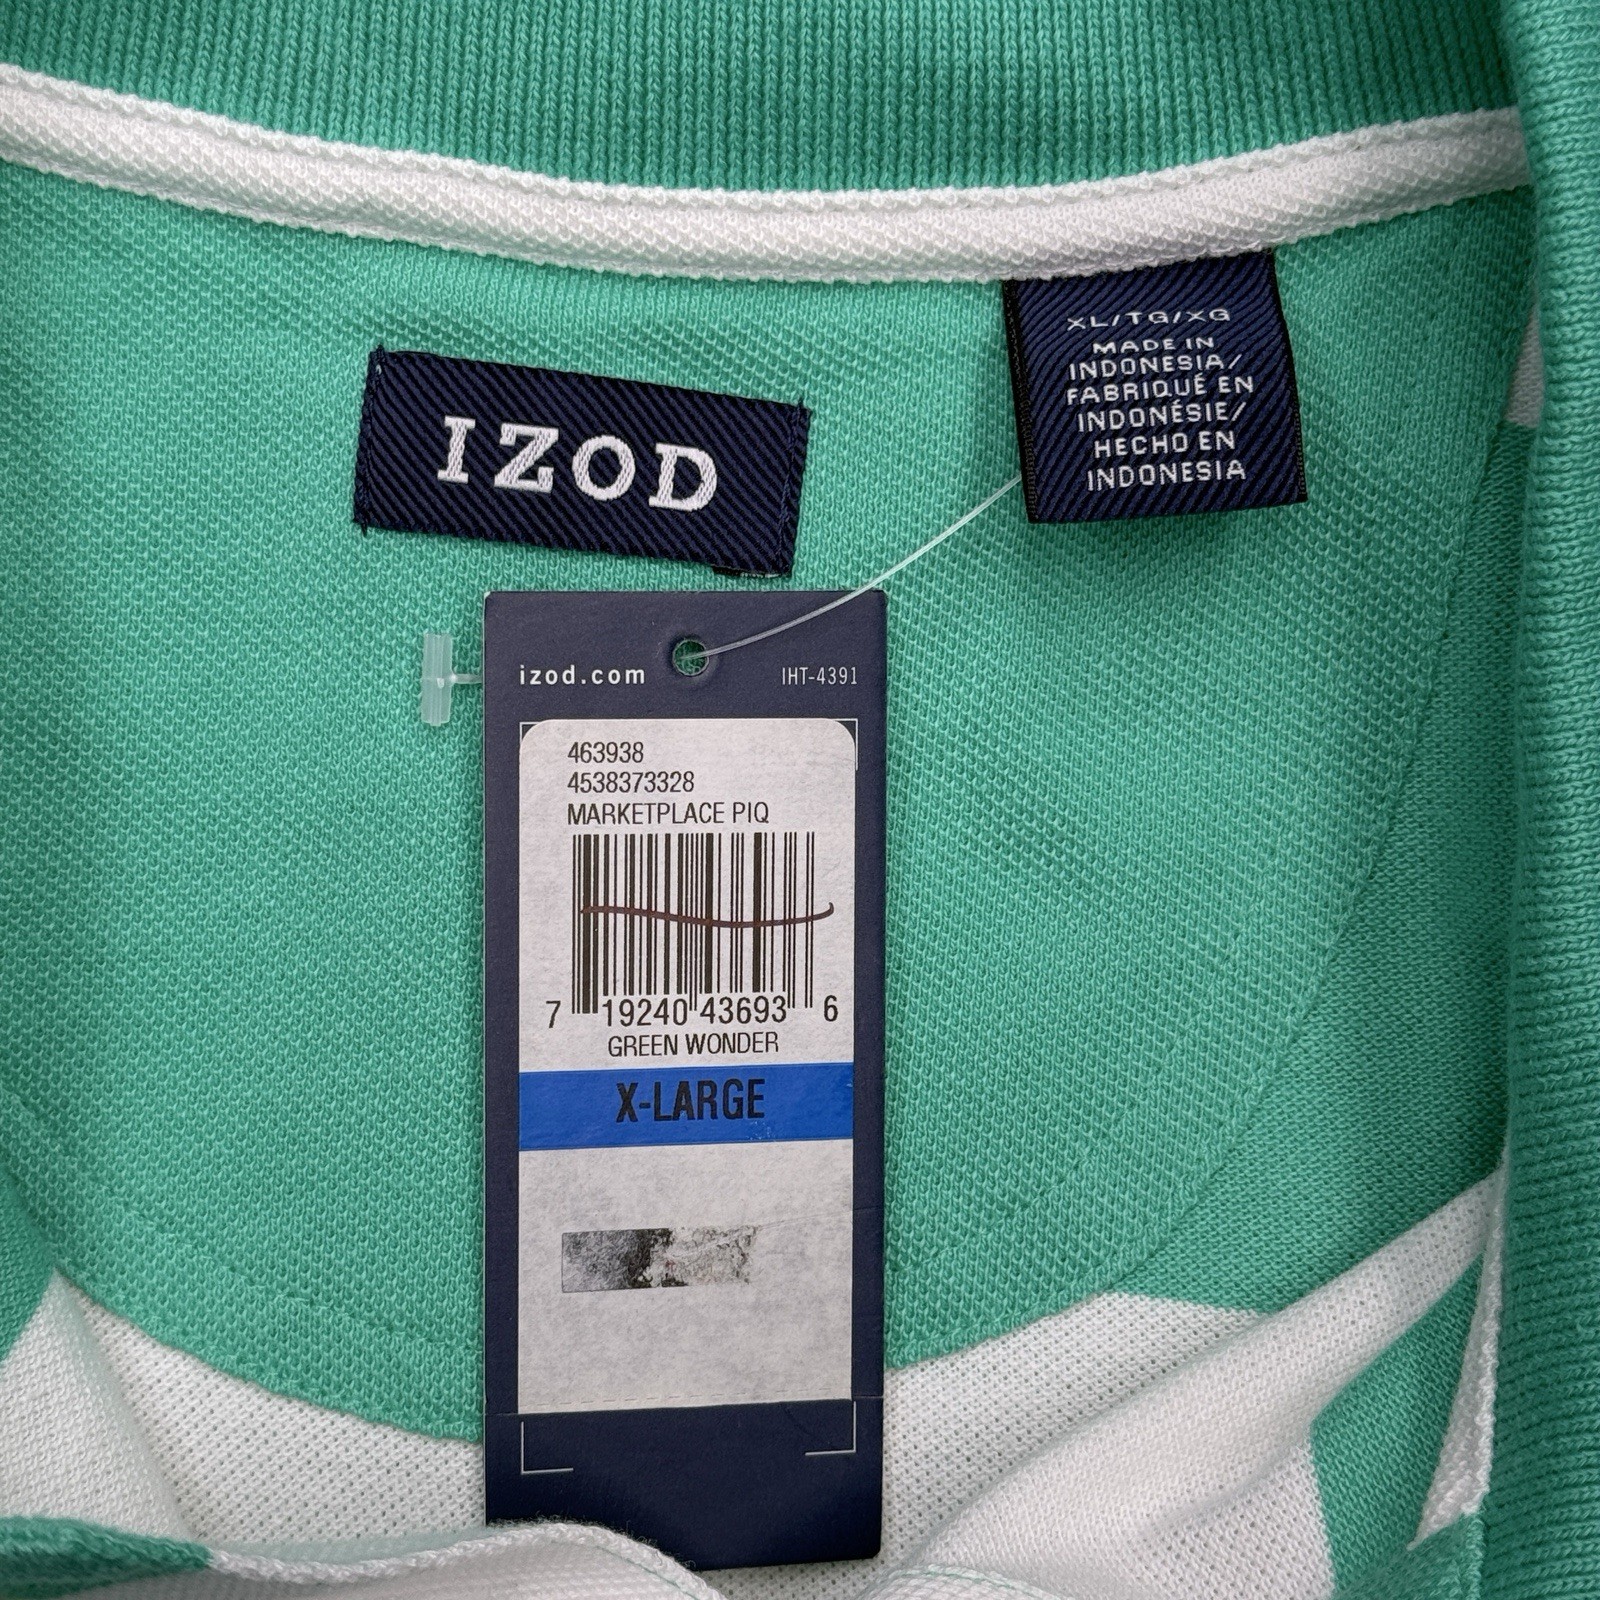 IZOD
XL/TG/XG
MADE IN
INDONESIA/
FABRIQUÉ EN
INDONÉSIE/
HECHO EN
INDONESIA
izod.com
IHT-4391
463938
4538373328
MARKETPLACE PIQ
7 19240 43693 6
GREEN WONDER
X-LARGE